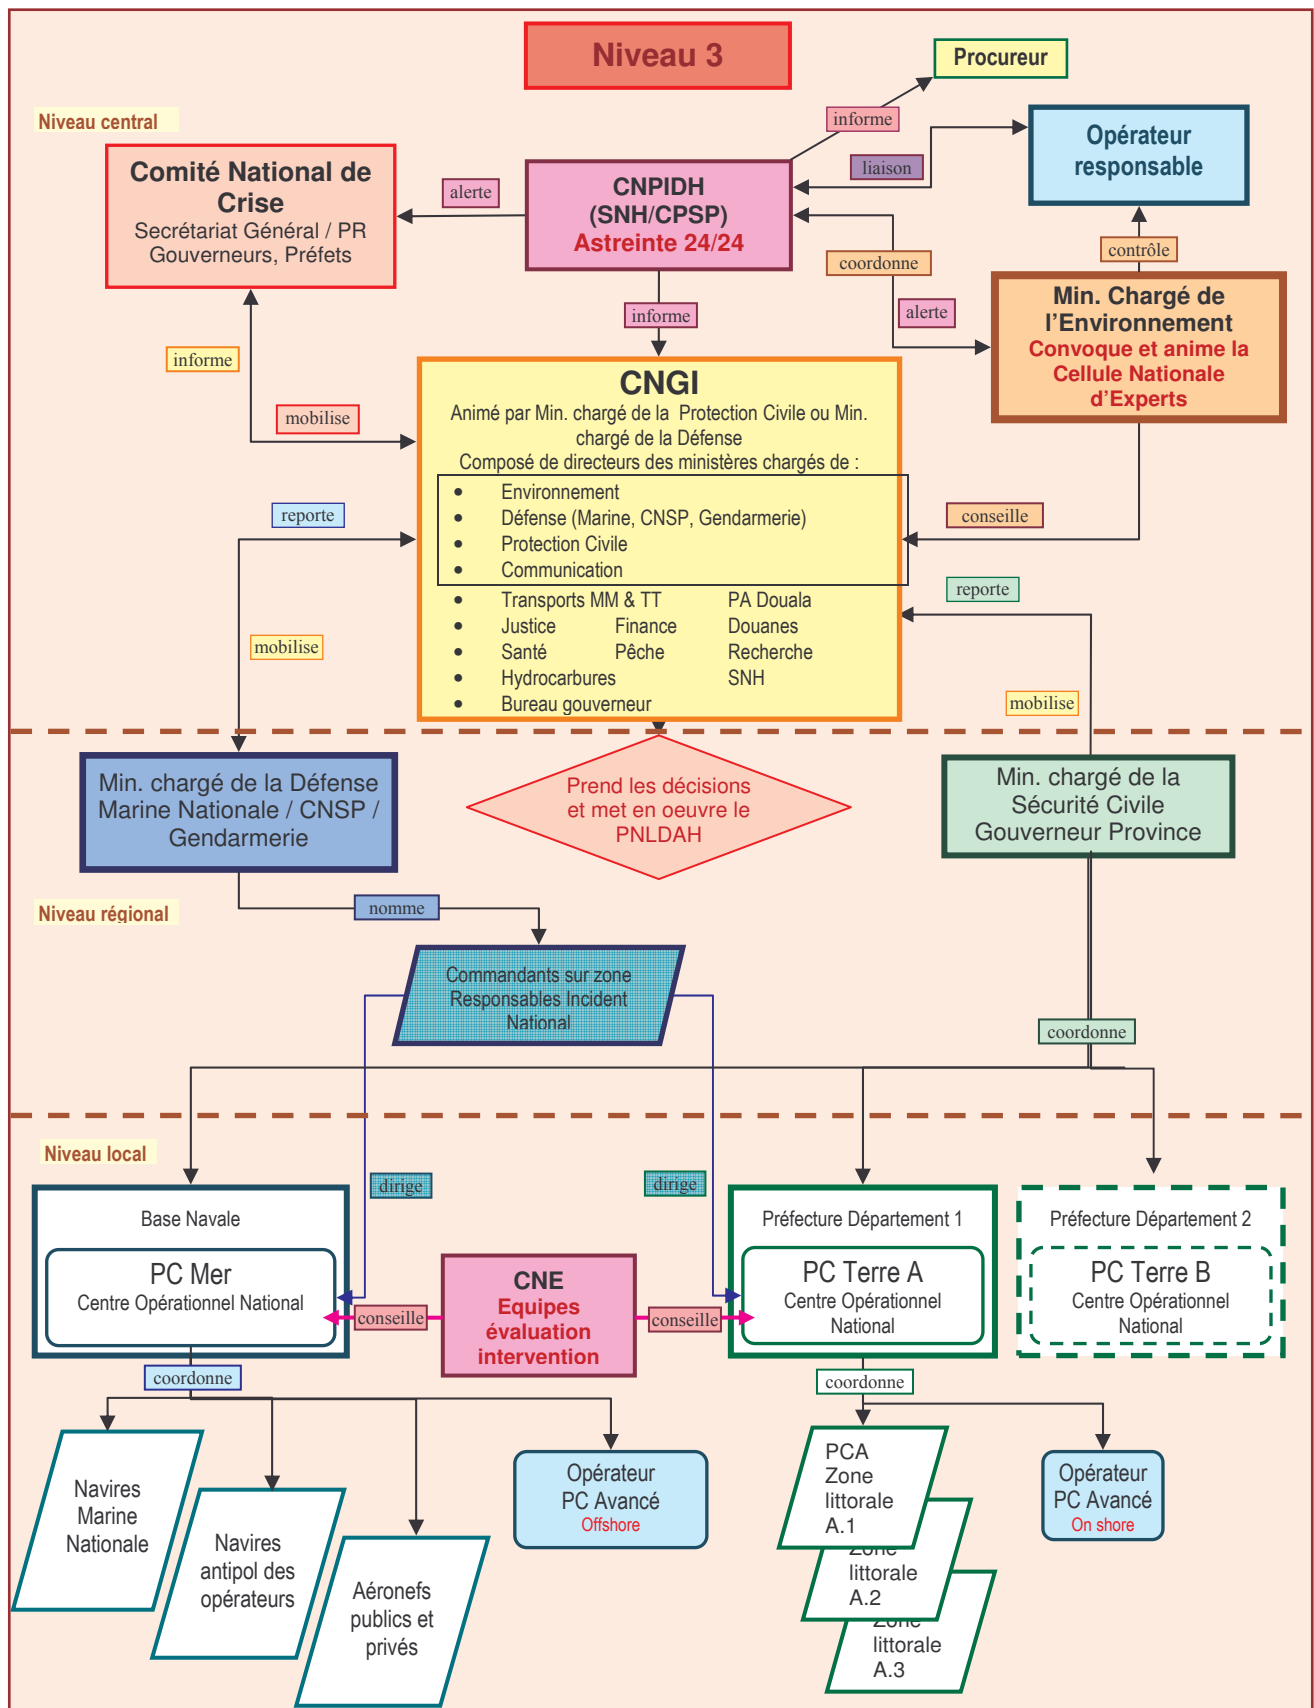 Niveau 3
Procureur
Niveau central
informe
Opérateur
responsable
Comité National de
Crise
Secrétariat Général / PR
Gouverneurs, Préfets
alerte
CNPIDH
(SNH/CPSP)
Astreinte 24/24
liaison
coordonne
contrôle
alerte
Min. Chargé de
l'Environnement
Convoque et anime la
Cellule Nationale
d'Experts
informe
informe
mobilise
CNGI
Animé par Min. chargé de la Protection Civile ou Min.
chargé de la Défense
Composé de directeurs des ministères chargés de :
• Environnement
• Défense (Marine, CNSP, Gendarmerie)
• Protection Civile
• Communication
• Transports MM & TT PA Douala
• Justice Finance Douanes
• Santé Pêche Recherche
• Hydrocarbures SNH
• Bureau gouverneur
reporte
conseille
reporte
mobilise
mobilise
Min. chargé de la Défense
Marine Nationale / CNSP /
Gendarmerie
Prend les décisions
et met en oeuvre le
PNLDAH
Min. chargé de la
Sécurité Civile
Gouverneur Province
Niveau régional
nomme
Commandants sur zone
Responsables Incident
National
coordonne
Niveau local
dirige
dirige
Base Navale
PC Mer
Centre Opérationnel National
conseille
CNE
Equipes
évaluation
intervention
conseille
Préfecture Département 1
PC Terre A
Centre Opérationnel
National
Préfecture Département 2
PC Terre B
Centre Opérationnel
National
coordonne
coordonne
Navires
Marine
Nationale
Navires
antipol des
opérateurs
Aéronefs
publics et
privés
Opérateur
PC Avancé
Offshore
PCA
Zone
littorale
A.1
Zone
littorale
A.2
Zone
littorale
A.3
Opérateur
PC Avancé
On shore